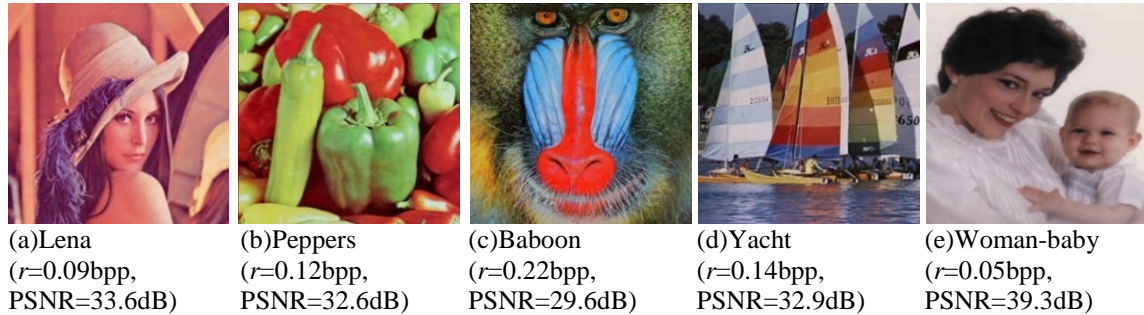 (a)Lena
(r=0.09bpp,
PSNR=33.6dB)
(b)Peppers
(r=0.12bpp,
PSNR=32.6dB)
(c)Baboon
(r=0.22bpp,
PSNR=29.6dB)
(d)Yacht
(r=0.14bpp,
PSNR=32.9dB)
(e)Woman-baby
(r=0.05bpp,
PSNR=39.3dB)